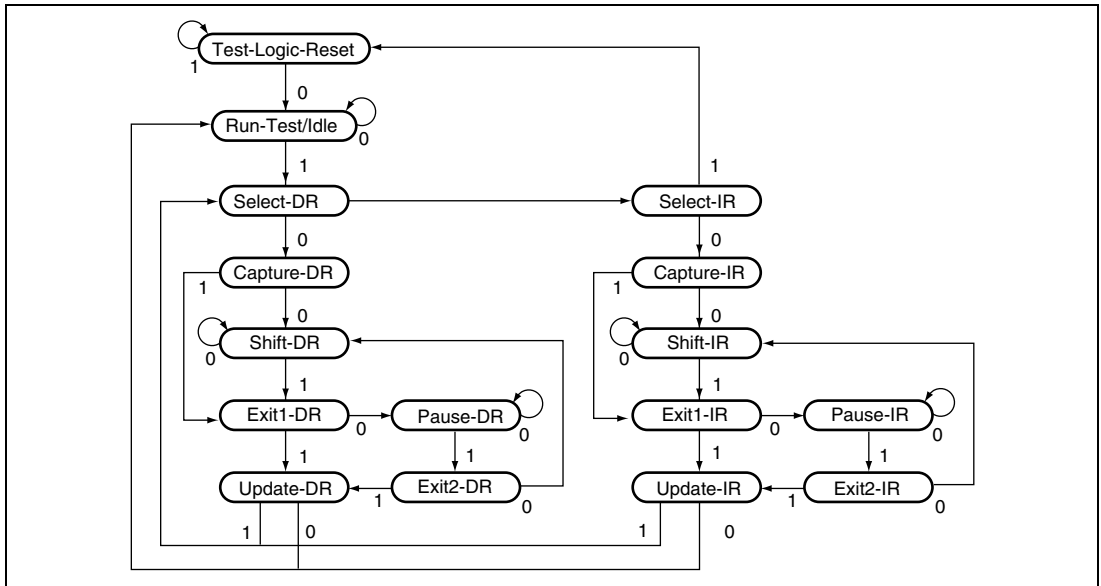 Test-Logic-Reset
1
0
Run-Test/Idle
0
1
1
Select-DR
Select-IR
0
0
Capture-DR
Capture-IR
1
1
0
0
Shift-DR
Shift-IR
0
0
1
1
Exit1-DR
Pause-DR
Exit1-IR
Pause-IR
0
0
0
0
1
1
1
1
Update-DR
Exit2-DR
Update-IR
Exit2-IR
1
0
1
0
1
0
1
0